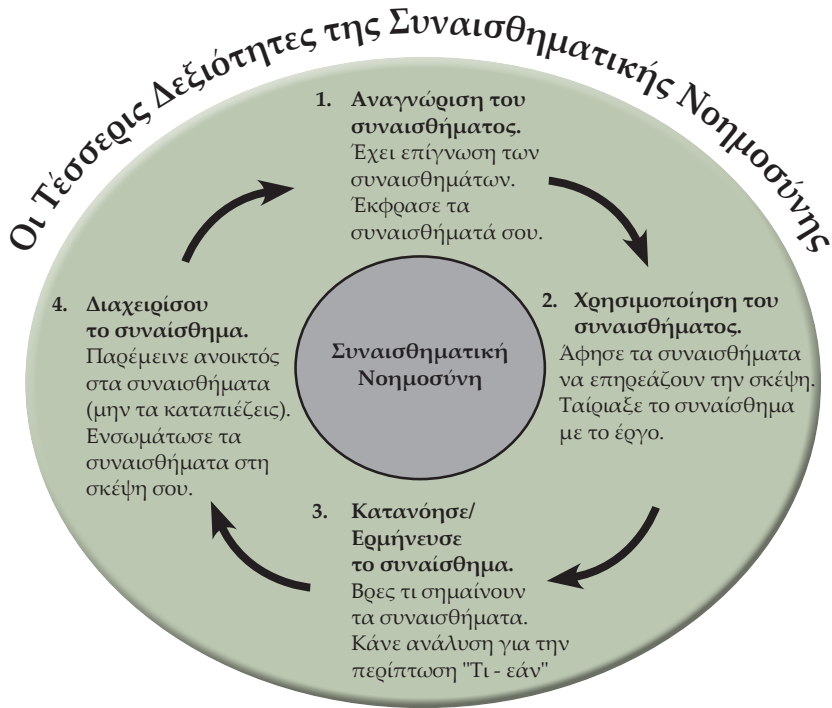 Οι Τέσσερις Δεξιότητες της Συναισθηματικής Νοημοσύνης
1. Αναγνώριση του
συναισθήματος.
Έχει επίγνωση των
συναισθημάτων.
Έκφρασε τα
συναισθήματά σου.
2. Χρησιμοποίηση του
συναισθήματος.
Άφησε τα συναισθήματα
να επηρεάζουν την σκέψη.
Ταίριαξε το συναίσθημα
με το έργο.
3. Κατανόησε/
Ερμήνευσε
το συναίσθημα.
Βρες τι σημαίνουν
τα συναισθήματα.
Κάνε ανάλυση για την
περίπτωση "Τι - εάν"
4. Διαχειρίσου
το συναίσθημα.
Παρέμεινε ανοικτός
στα συναισθήματα
(μην τα καταπιέζεις).
Ενσωμάτωσε τα
συναισθήματα στη
σκέψη σου.
Συναισθηματική
Νοημοσύνη